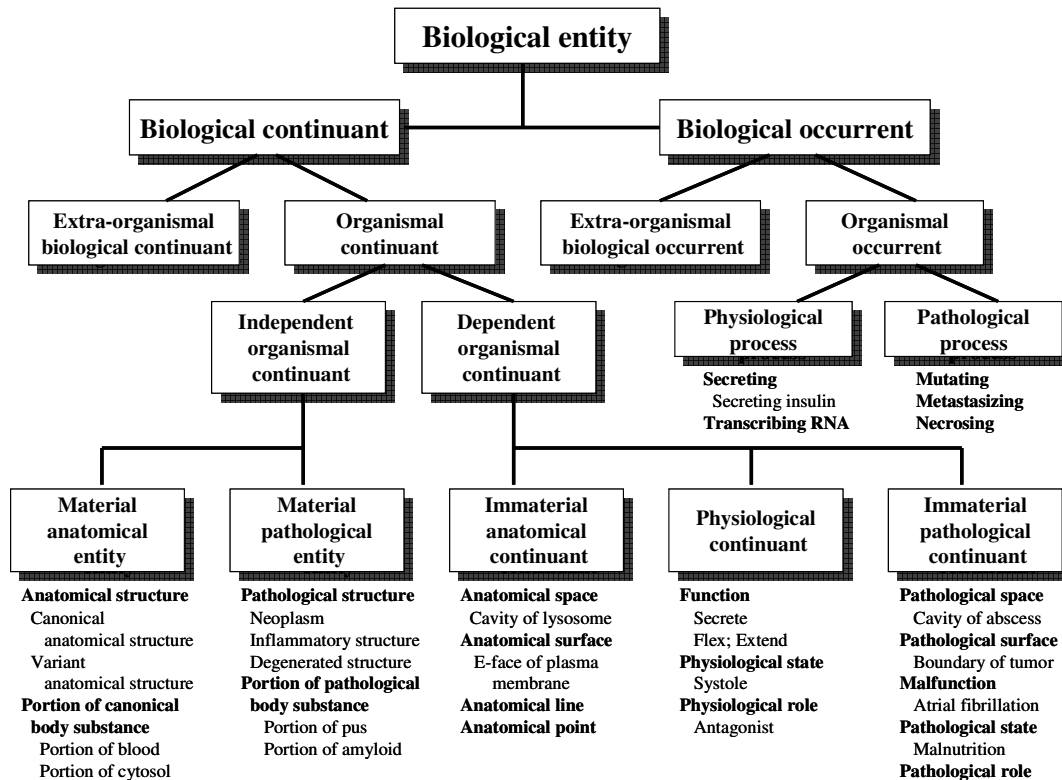 Biological entity
Biological continuant
Biological occurrent
Extra-organismal
biological continuant
Organismal
continuant
Extra-organismal
biological occurrent
Organismal
occurrent
Independent
organismal
continuant
Dependent
organismal
continuant
Physiological
process
Secreting
Secreting insulin
Transcribing RNA
Pathological
process
Mutating
Metastasizing
Necrosing
Material
anatomical
entity
Anatomical structure
Canonical
anatomical structure
Variant
anatomical structure
Portion of canonical
body substance
Portion of blood
Portion of cytosol
Material
pathological
entity
Pathological structure
Neoplasm
Inflammatory structure
Degenerated structure
Portion of pathological
body substance
Portion of pus
Portion of amyloid
Immaterial
anatomical
continuant
Anatomical space
Cavity of lysosome
Anatomical surface
E-face of plasma
membrane
Anatomical line
Anatomical point
Physiological
continuant
Function
Secrete
Flex; Extend
Physiological state
Systole
Physiological role
Antagonist
Immaterial
pathological
continuant
Pathological space
Cavity of abscess
Pathological surface
Boundary of tumor
Malfunction
Atrial fibrillation
Pathological state
Malnutrition
Pathological role